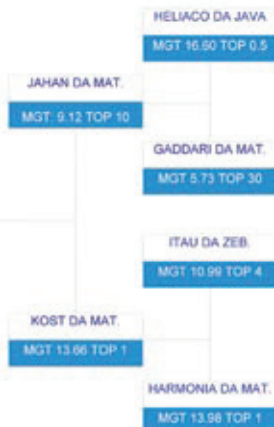 HELIACO DA JAVA
MGT 16.60 TOP 0.5
JAHAN DA MAT.
MGT: 9.12 TOP 10
GADDARI DA MAT.
MGT 5.73 TOP 30
ITAU DA ZEB.
MGT 10.99 TOP 4
KOST DA MAT.
MGT 13.66 TOP 1
HARMONIA DA MAT.
MGT 13.98 TOP 1